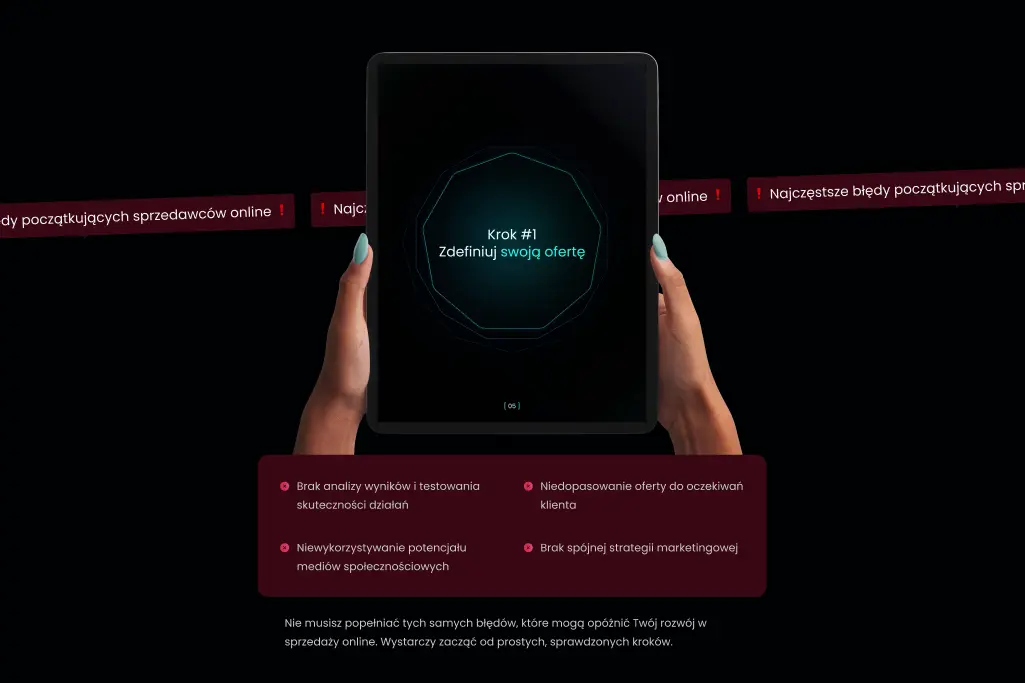 dy początkujących sprzedawców online
Najcz
online
Najczęstsze błędy początkujących
Krok #1
Zdefiniuj swoją ofertę
[ 05 ]
Brak analizy wyników i testowania
skuteczności działań
Niedopasowanie oferty do oczekiwań
klienta
Niewykorzystywanie potencjału
mediów społecznościowych
Brak spójnej strategii marketingowej
Nie musisz popełniać tych samych błędów, które mogą opóźnić Twój rozwój w
sprzedaży online. Wystarczy zacząć od prostych, sprawdzonych kroków.